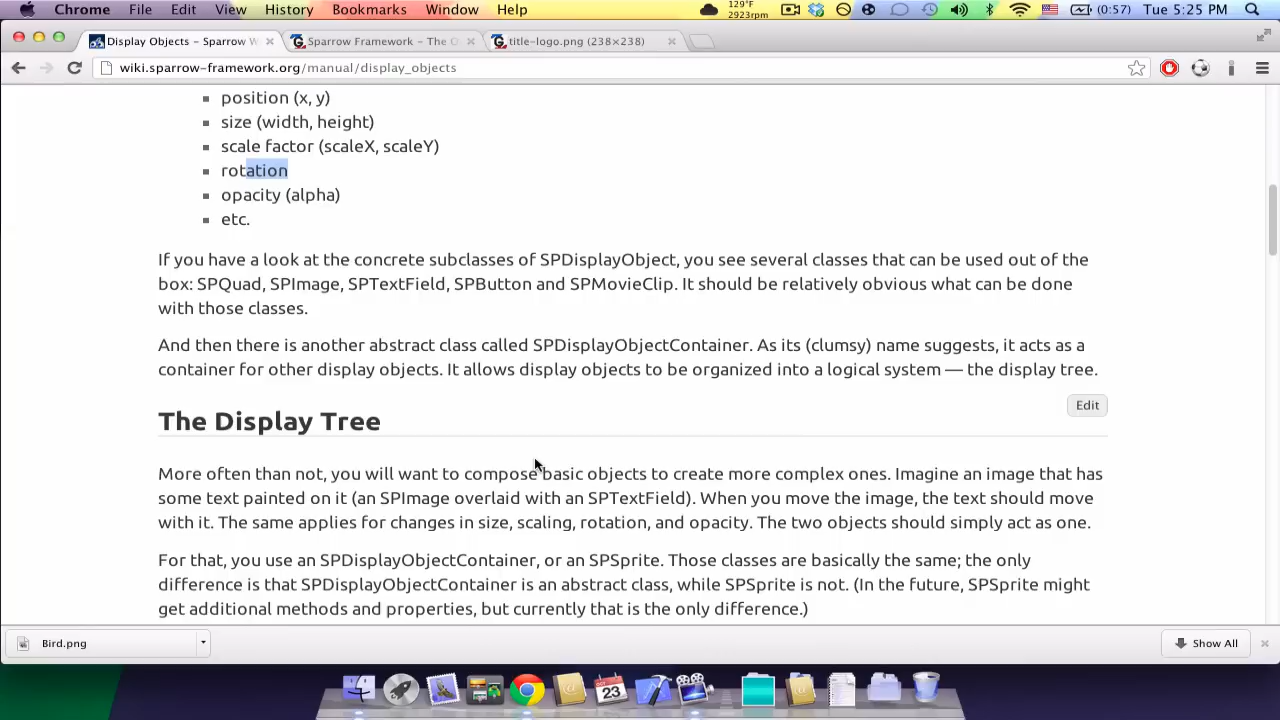 Chrome File Edit View History Bookmarks Window Help 129°F 2923rpm (0:57) Tue 5:25 PM
Display Objects – Sparrow W Sparrow Framework – The O title-logo.png (238×238)
wiki.sparrow-framework.org/manual/display_objects
position (x, y)
size (width, height)
scale factor (scaleX, scaleY)
rotation
opacity (alpha)
etc.
If you have a look at the concrete subclasses of SPDisplayObject, you see several classes that can be used out of the
box: SPQuad, SPImage, SPTextField, SPButton and SPMovieClip. It should be relatively obvious what can be done
with those classes.
And then there is another abstract class called SPDisplayObjectContainer. As its (clumsy) name suggests, it acts as a
container for other display objects. It allows display objects to be organized into a logical system — the display tree.
Edit
The Display Tree
More often than not, you will want to compose basic objects to create more complex ones. Imagine an image that has
some text painted on it (an SPImage overlaid with an SPTextField). When you move the image, the text should move
with it. The same applies for changes in size, scaling, rotation, and opacity. The two objects should simply act as one.
For that, you use an SPDisplayObjectContainer, or an SPSprite. Those classes are basically the same; the only
difference is that SPDisplayObjectContainer is an abstract class, while SPSprite is not. (In the future, SPSprite might
get additional methods and properties, but currently that is the only difference.)
Bird.png Show All
23